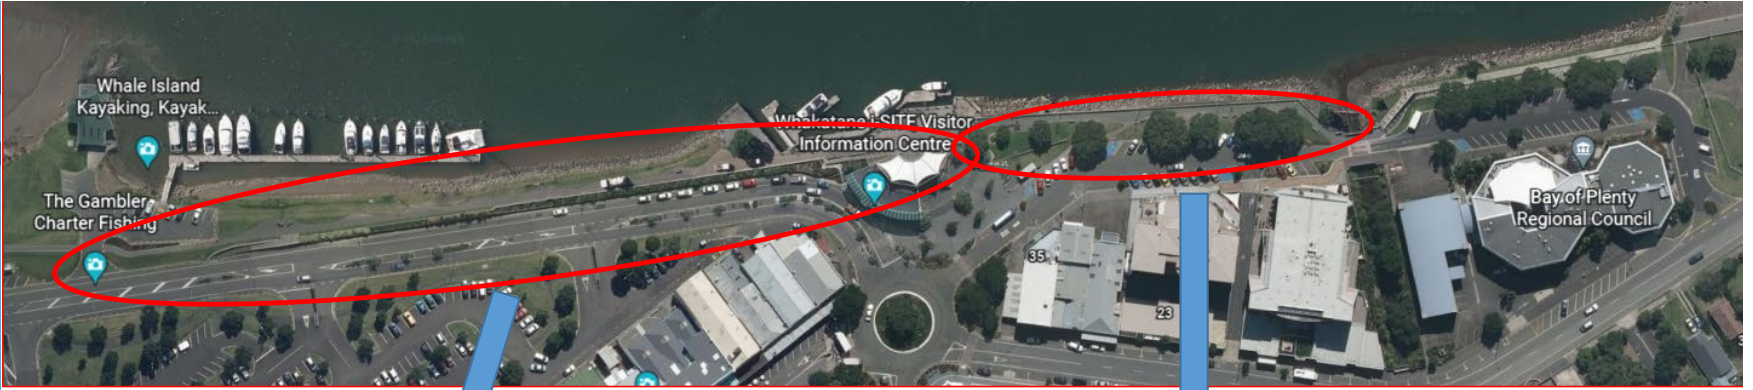 Whale Island
Kayaking, Kayak...
The Gambler
Charter Fishing
Whakatane i-SITE Visitor
Information Centre
35
23
Bay of Plenty
Regional Council
3